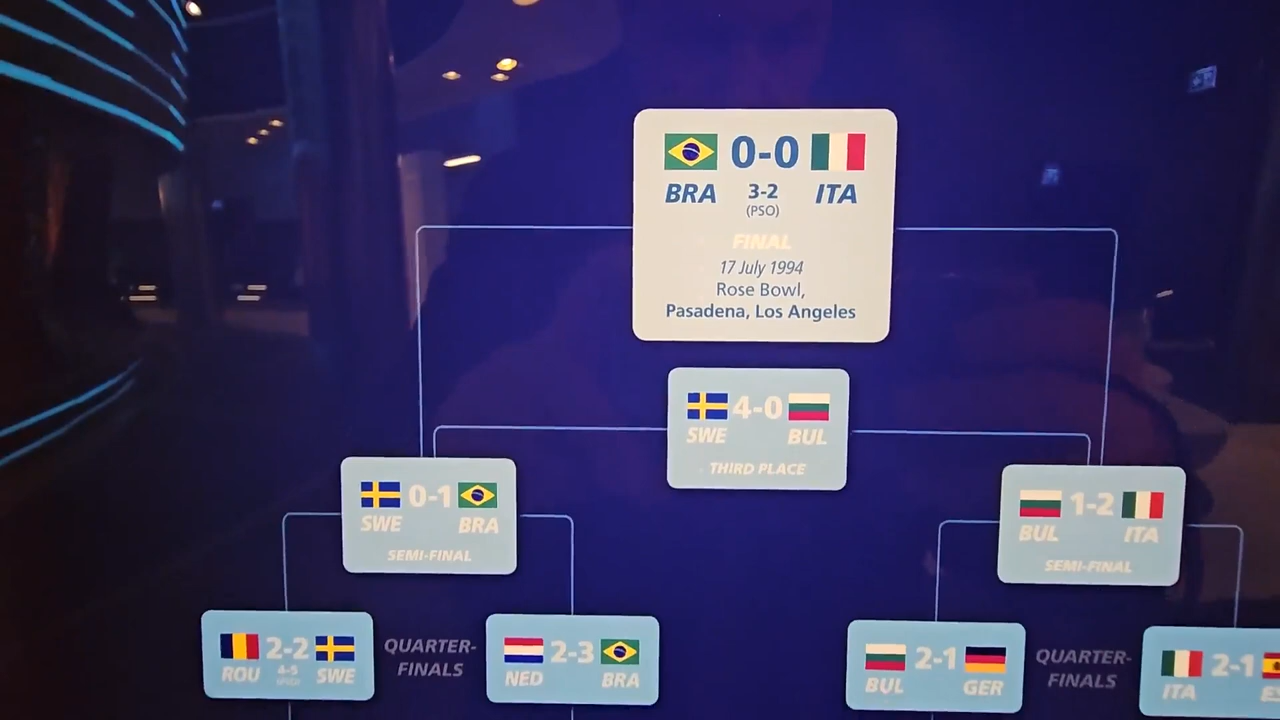 0-0
BRA 3-2 ITA
(PSO)
FINAL
17 July 1994
Rose Bowl,
Pasadena, Los Angeles
4-0
SWE BUL
THIRD PLACE
0-1
SWE BRA
SEMI-FINAL
1-2
BUL ITA
SEMI-FINAL
2-2
ROU 4-5 SWE
(PSO)
QUARTER-
FINALS
2-3
NED BRA
2-1
BUL GER
QUARTER-
FINALS
2-1
ITA